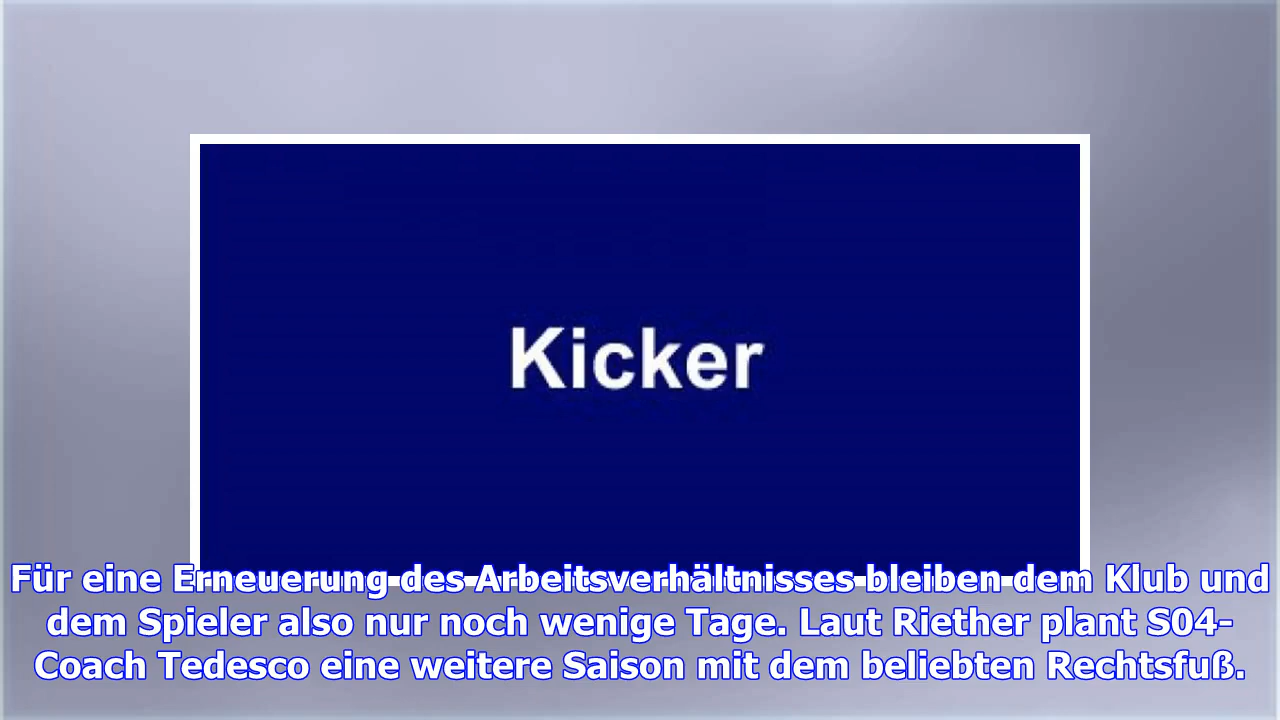 Kicker
Für eine Erneuerung des Arbeitsverhältnisses bleiben dem Klub und
dem Spieler also nur noch wenige Tage. Laut Riether plant S04-
Coach Tedesco eine weitere Saison mit dem beliebten Rechtsfuß.